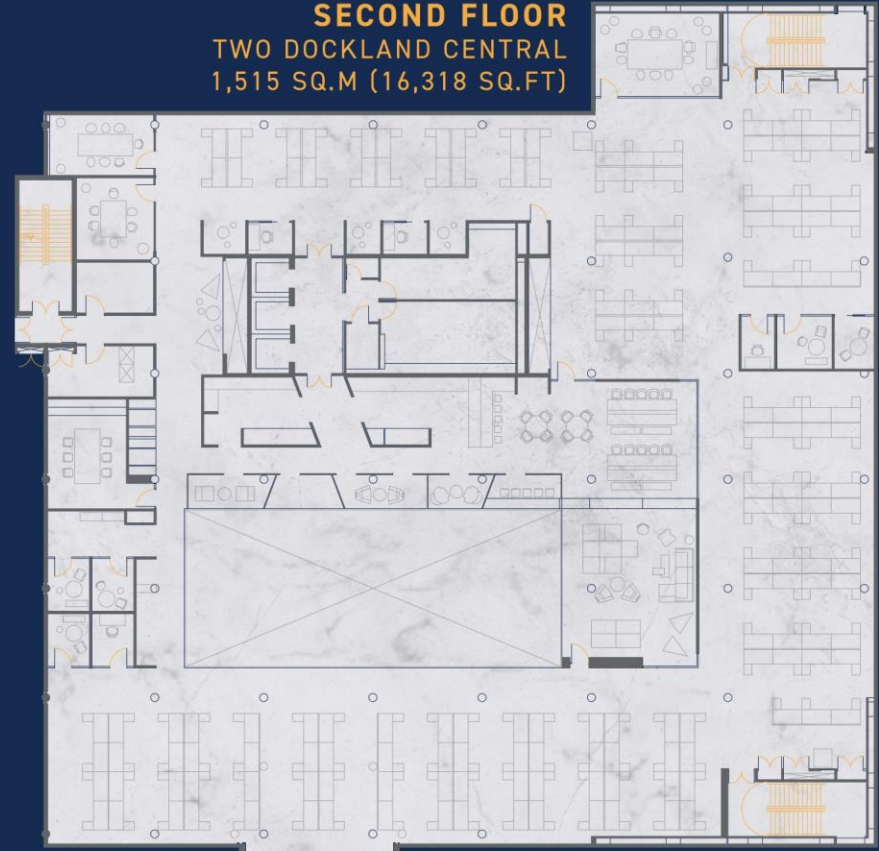 SECOND FLOOR
TWO DOCKLAND CENTRAL
1,515 SQ.M (16,318 SQ.FT)